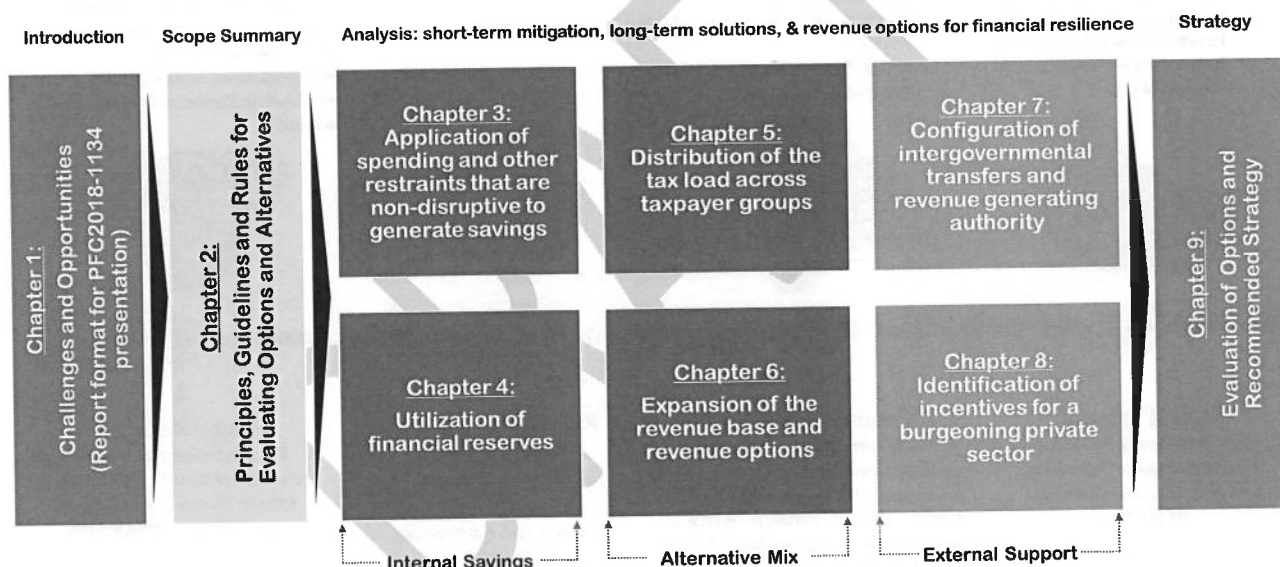 Introduction
Scope Summary
Analysis: short-term mitigation, long-term solutions, & revenue options for financial resilience
Strategy
Chapter 1:
Challenges and Opportunities
(Report format for PFC2018-1134
presentation)
Chapter 2:
Principles, Guidelines and Rules for
Evaluating Options and Alternatives
Chapter 3:
Application of
spending and other
restraints that are
non-disruptive to
generate savings
Chapter 4:
Utilization of
financial reserves
Internal Savings
Chapter 5:
Distribution of the
tax load across
taxpayer groups
Chapter 6:
Expansion of the
revenue base and
revenue options
Alternative Mix
Chapter 7:
Configuration of
intergovernmental
transfers and
revenue generating
authority
Chapter 8:
Identification of
incentives for a
burgeoning private
sector
External Support
Chapter 9:
Evaluation of Options and
Recommended Strategy